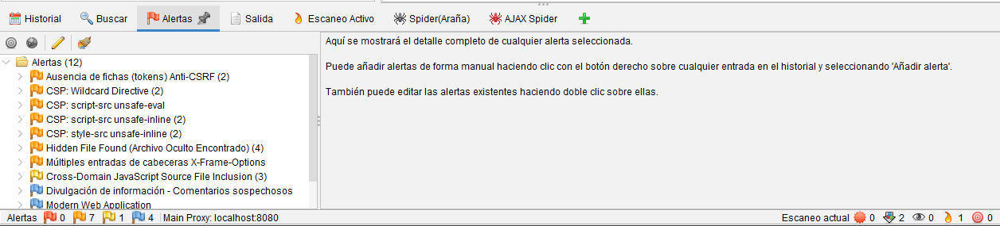 Historial
Buscar
Alertas
Salida
Escaneo Activo
Spider(Araña)
AJAX Spider
Alertas (12)
Ausencia de fichas (tokens) Anti-CSRF (2)
CSP: Wildcard Directive (2)
CSP: script-src unsafe-eval
CSP: script-src unsafe-inline (2)
CSP: style-src unsafe-inline (2)
Hidden File Found (Archivo Oculto Encontrado) (4)
Múltiples entradas de cabeceras X-Frame-Options
Cross-Domain JavaScript Source File Inclusion (3)
Divulgación de información - Comentarios sospechosos
Modern Web Application
Aquí se mostrará el detalle completo de cualquier alerta seleccionada.
Puede añadir alertas de forma manual haciendo clic con el botón derecho sobre cualquier entrada en el historial y seleccionando 'Añadir alerta'.
También puede editar las alertas existentes haciendo doble clic sobre ellas.
Alertas 0 7 1 4 Main Proxy: localhost:8080
Escaneo actual 0 2 0 1 0